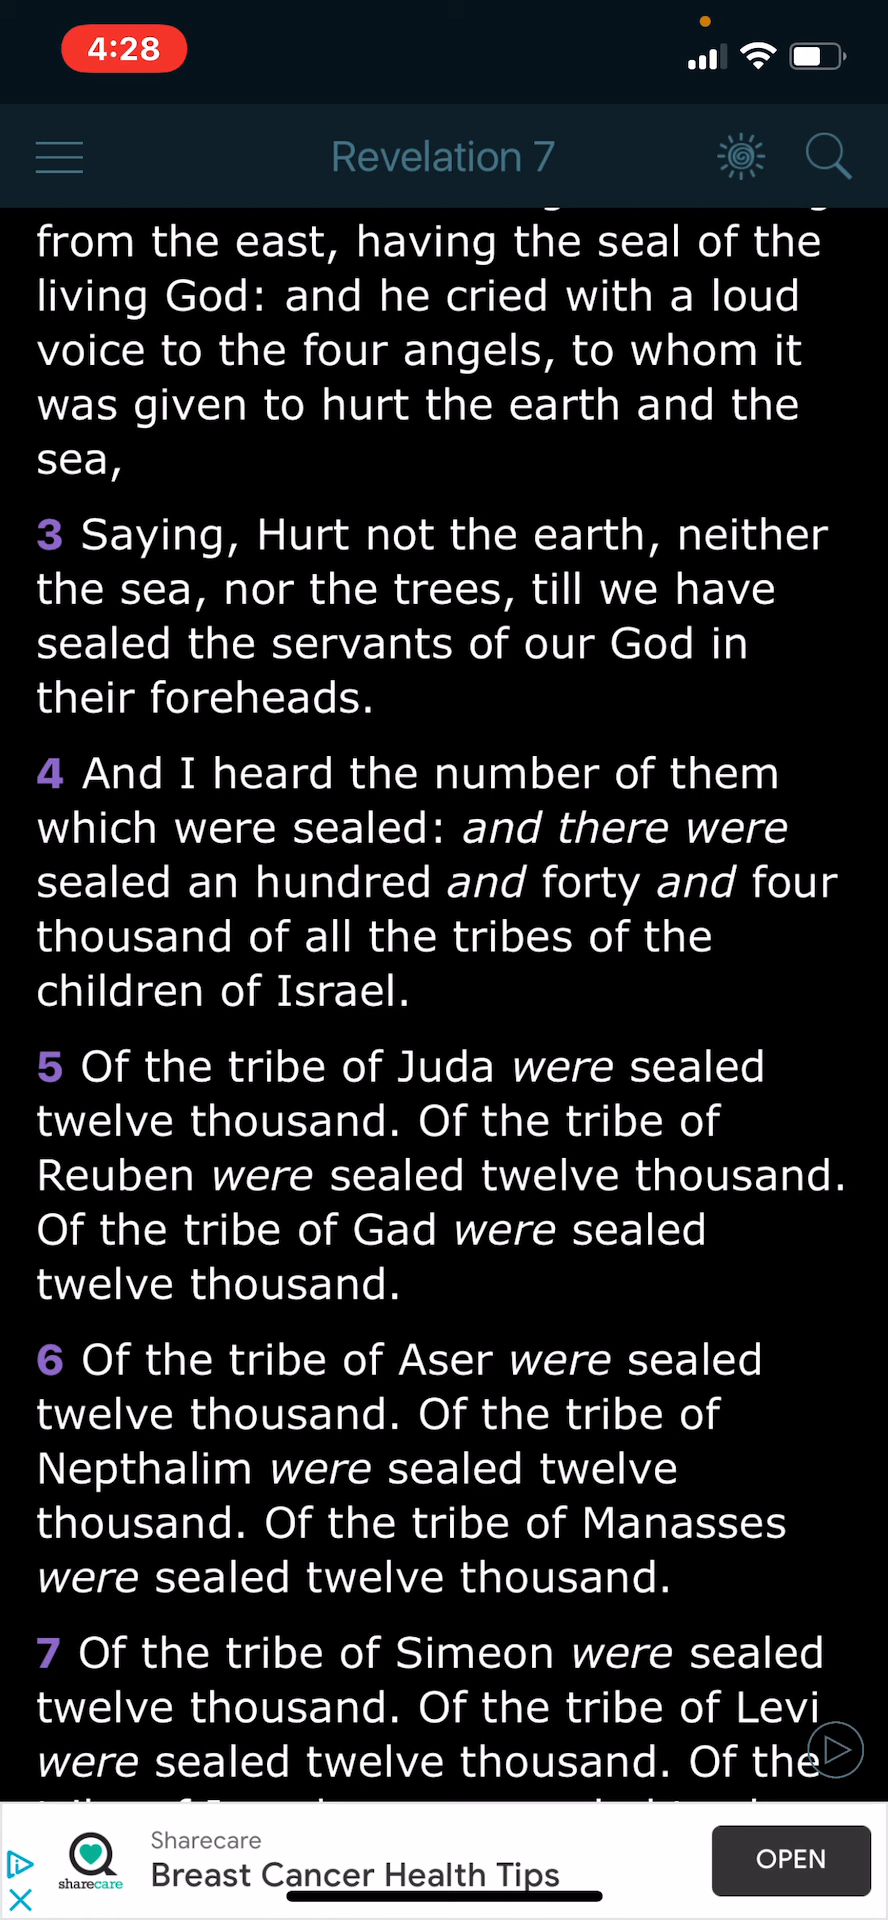 4:28
Revelation 7
from the east, having the seal of the
living God: and he cried with a loud
voice to the four angels, to whom it
was given to hurt the earth and the
sea,
3 Saying, Hurt not the earth, neither
the sea, nor the trees, till we have
sealed the servants of our God in
their foreheads.
4 And I heard the number of them
which were sealed: and there were
sealed an hundred and forty and four
thousand of all the tribes of the
children of Israel.
5 Of the tribe of Juda were sealed
twelve thousand. Of the tribe of
Reuben were sealed twelve thousand.
Of the tribe of Gad were sealed
twelve thousand.
6 Of the tribe of Aser were sealed
twelve thousand. Of the tribe of
Nepthalim were sealed twelve
thousand. Of the tribe of Manasses
were sealed twelve thousand.
7 Of the tribe of Simeon were sealed
twelve thousand. Of the tribe of Levi
were sealed twelve thousand. Of the
Sharecare
Breast Cancer Health Tips
sharecare
OPEN